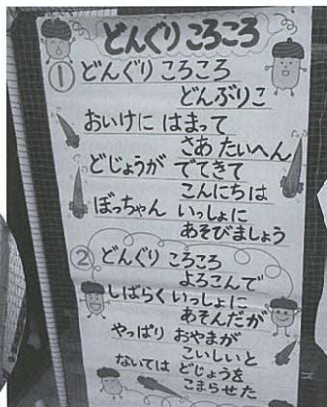 どんぐりころころ
① どんぐり ころころ
どんぶりこ
おいけに はまって
さあ たいへん
どじょうが でてきて
こんにちは
ぼっちゃん いっしょに
あそびましょう
② どんぐり ころころ
よろこんで
しばらく いっしょに
あそんだが
やっぱり おやまが
こいしいと
ないては どじょうを
こまらせた